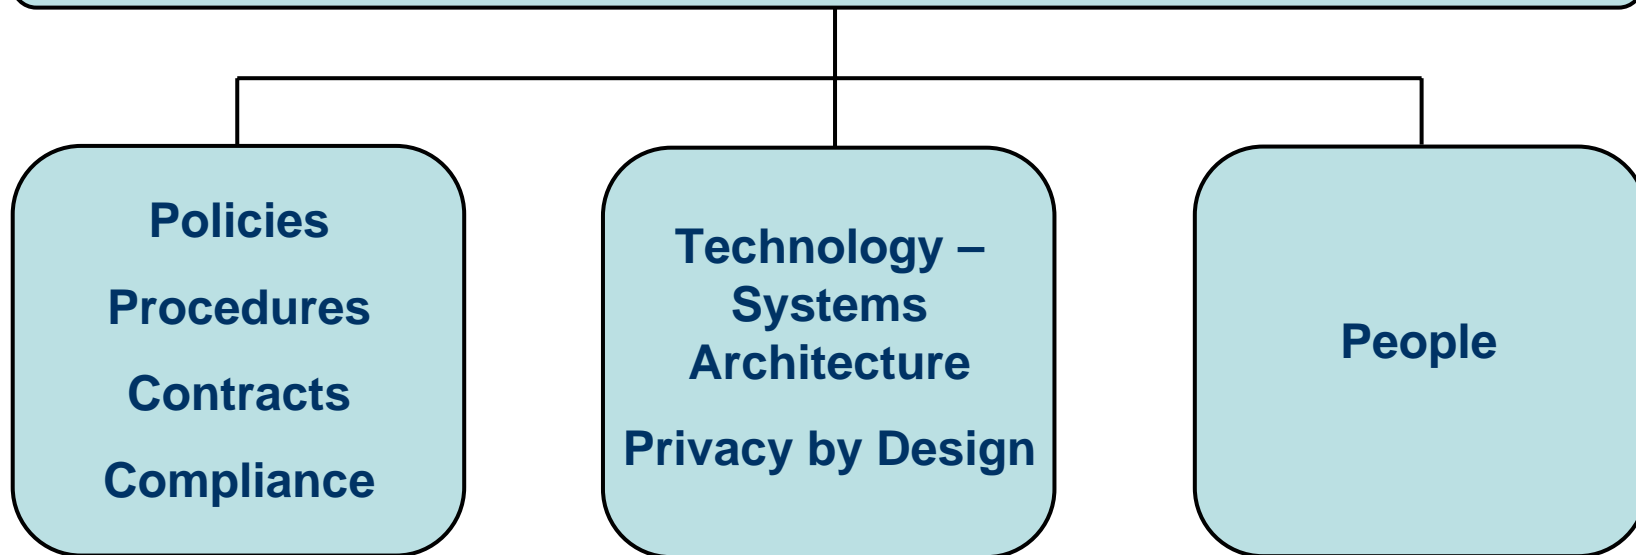 Policies
Procedures
Contracts
Compliance
Technology –
Systems
Architecture
Privacy by Design
People